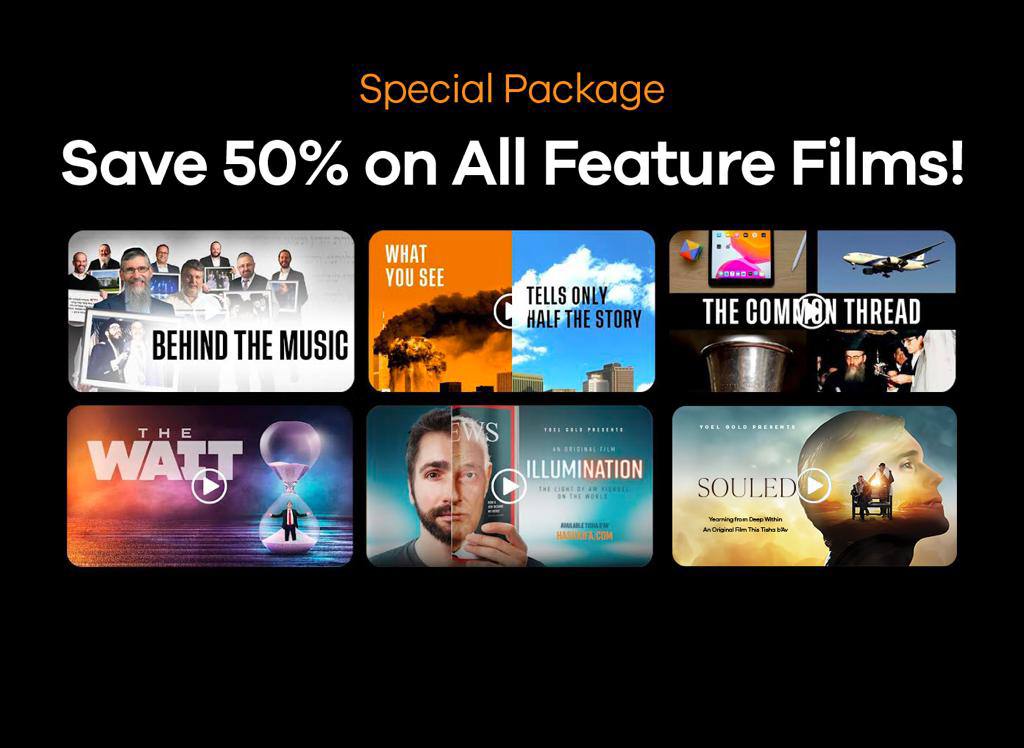 Special Package
Save 50% on All Feature Films!
BEHIND THE MUSIC
WHAT
YOU SEE
TELLS ONLY
HALF THE STORY
THE COMMON THREAD
THE
WAIT
EWS
YOEL GOLD PRESENTS
AN ORIGINAL FILM
ILLUMINATION
THE LIGHT OF AM YISROEL
ON THE WORLD
AVAILABLE TISHA B'AV
YOEL GOLD PRESENTS
SOULED
Yearning from Deep Within
An Original Film This Tisha b'Av